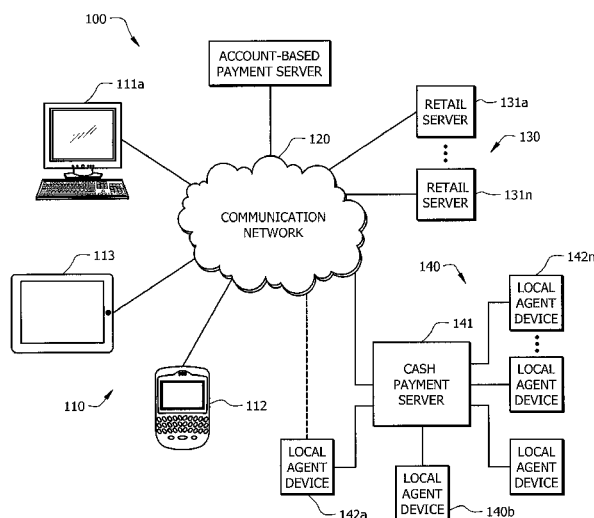 100
ACCOUNT-BASED
PAYMENT SERVER
111a
120
RETAIL
SERVER
131a
130
RETAIL
SERVER
131n
COMMUNICATION
NETWORK
113
110
112
140
141
CASH
PAYMENT
SERVER
142n
LOCAL
AGENT
DEVICE
LOCAL
AGENT
DEVICE
LOCAL
AGENT
DEVICE
LOCAL
AGENT
DEVICE
142a
LOCAL
AGENT
DEVICE
140b